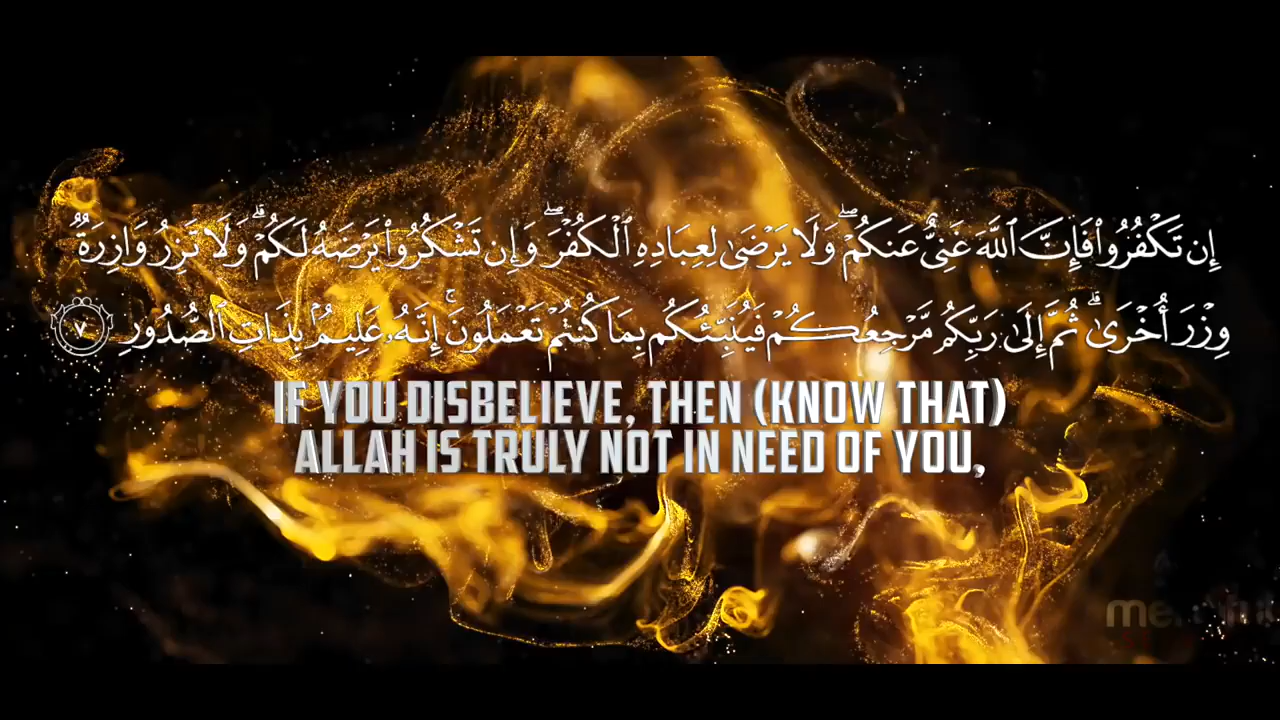 إِن تَكْفُرُوا۟ فَإِنَّ ٱللَّهَ غَنِىٌّ عَنكُمْ ۖ وَلَا يَرْضَىٰ لِعِبَادِهِ ٱلْكُفْرَ ۖ وَإِن تَشْكُرُوا۟ يَرْضَهُ لَكُمْ ۗ وَلَا تَزِرُ وَازِرَةٌ
وِزْرَ أُخْرَىٰ ۗ ثُمَّ إِلَىٰ رَبِّكُم مَّرْجِعُكُمْ فَيُنَبِّئُكُم بِمَا كُنتُمْ تَعْمَلُونَ ۚ إِنَّهُۥ عَلِيمٌۢ بِذَاتِ ٱلصُّدُورِ ٧
IF YOU DISBELIEVE, THEN (KNOW THAT)
ALLAH IS TRULY NOT IN NEED OF YOU,